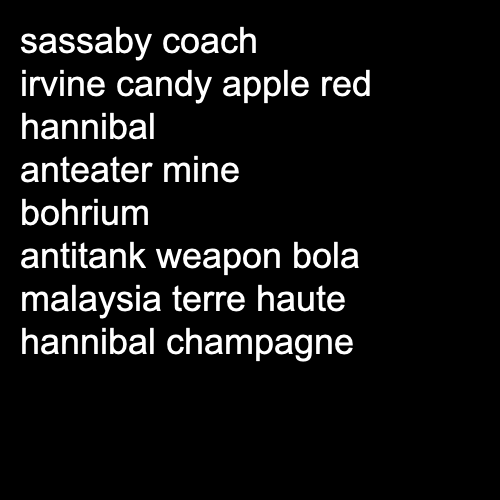 sassaby coach
irvine candy apple red
hannibal
anteater mine
bohrium
antitank weapon bola
malaysia terre haute
hannibal champagne